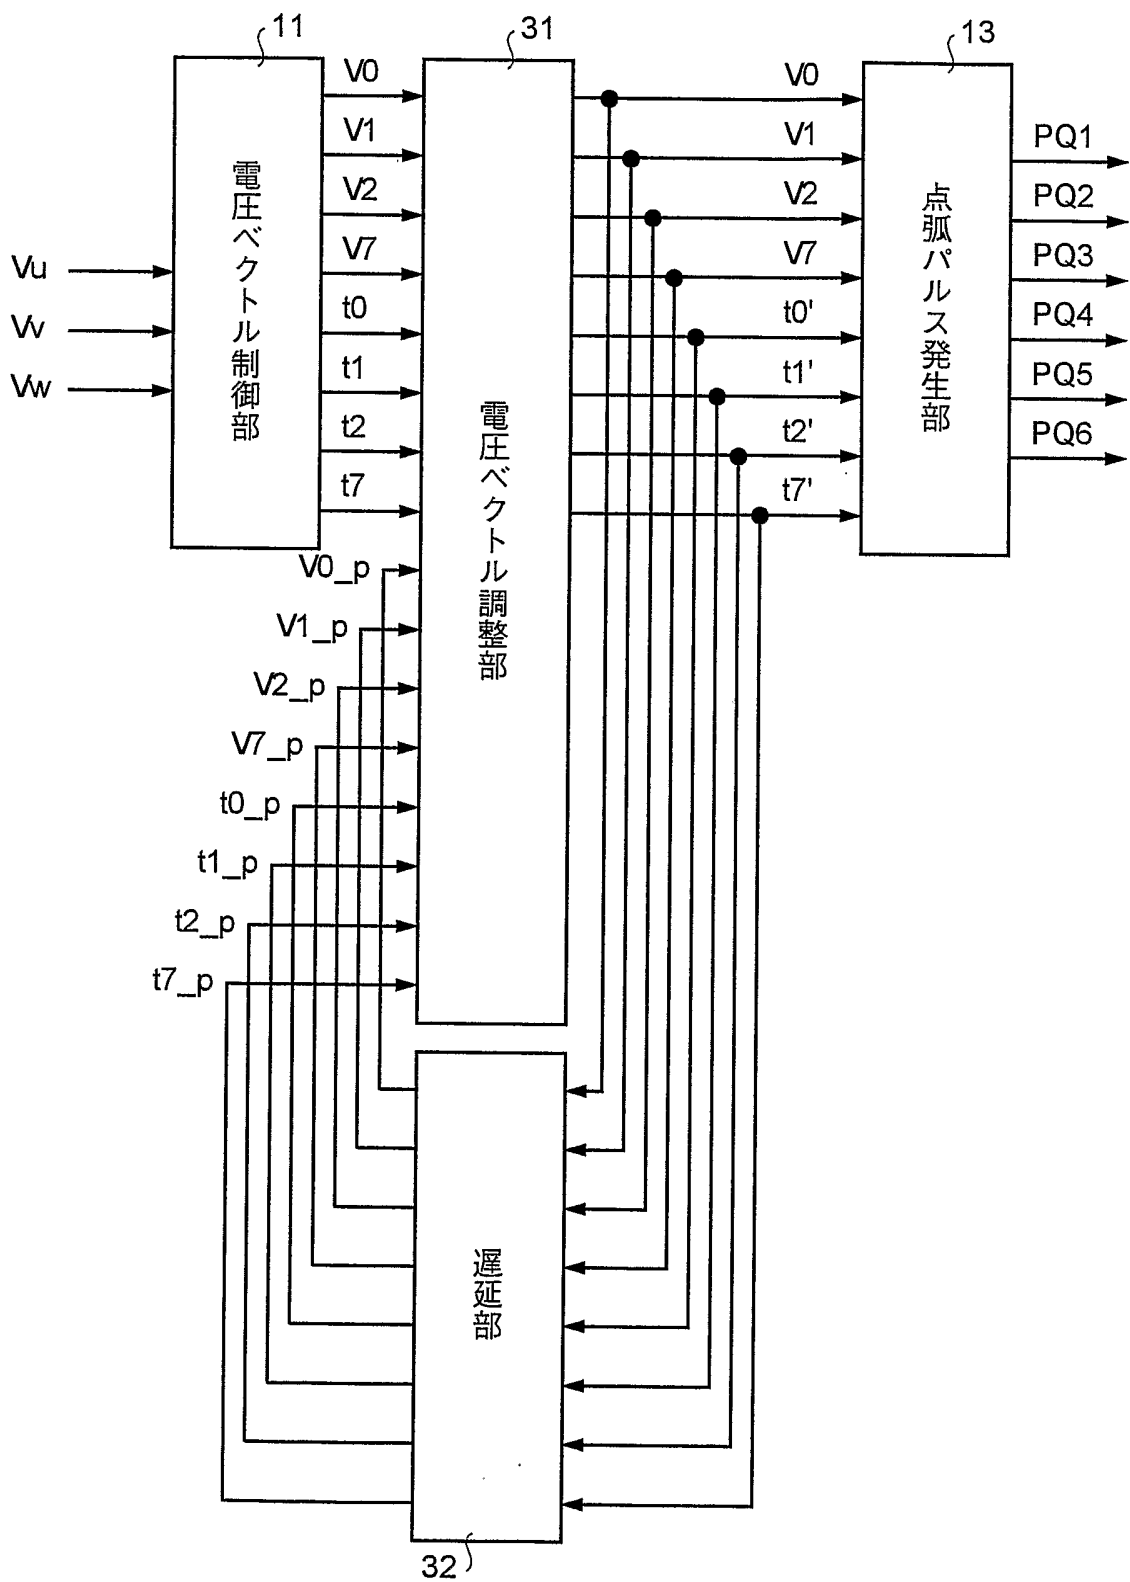 11
31
13
V0
V1
V2
V7
t0
t1
t2
t7
Vu
Vv
Vw
電圧ベクトル制御部
V0_p
V1_p
V2_p
V7_p
t0_p
t1_p
t2_p
t7_p
電圧ベクトル調整部
V0
V1
V2
V7
t0'
t1'
t2'
t7'
点弧パルス発生部
PQ1
PQ2
PQ3
PQ4
PQ5
PQ6
遅延部
32